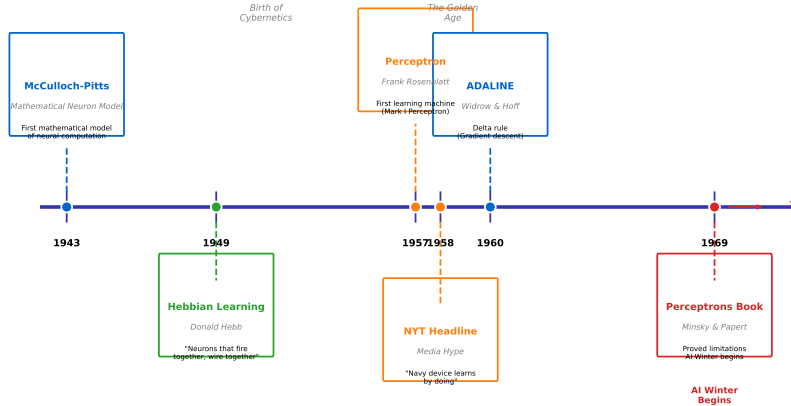 Birth of
Cybernetics
The Golden
Age
McCulloch-Pitts
Mathematical Neuron Model
First mathematical model
of neural computation
Perceptron
Frank Rosenblatt
First learning machine
(Mark I Perceptron)
ADALINE
Widrow & Hoff
Delta rule
(Gradient descent)
1943
1949
1957
1958
1960
1969
Hebbian Learning
Donald Hebb
"Neurons that fire
together, wire together"
NYT Headline
Media Hype
"Navy device learns
by doing"
Perceptrons Book
Minsky & Papert
Proved limitations
AI Winter begins
AI Winter
Begins